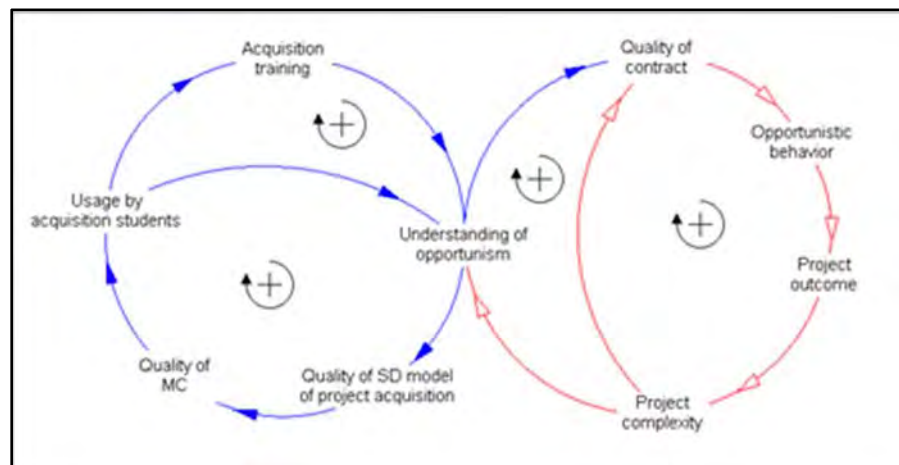 Acquisition
training
Quality of
contract
Opportunistic
behavior
Usage by
acquisition students
Understanding of
opportunism
Project
outcome
Quality of
MC
Quality of SD model
of project acquisition
Project
complexity